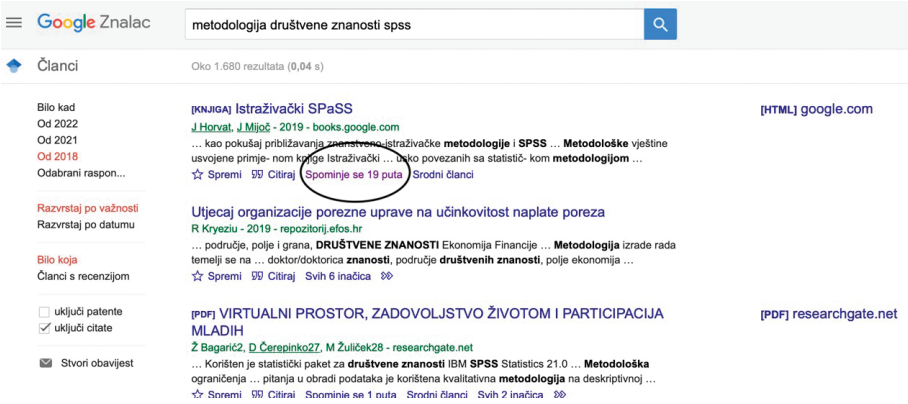 Google Znalac
metodologija društvene znanosti spss
Članci
Oko 1.680 rezultata (0,04 s)
Bilo kad
Od 2022
Od 2021
Od 2018
Odabrani raspon...
Razvrstaj po važnosti
Razvrstaj po datumu
Bilo koja
Članci s recenzijom
uključi patente
uključi citate
Stvori obavijest
[KNJIGA] Istraživački SPaSS
J Horvat, J Mijoč - 2019 - books.google.com
… kao pokušaj približavanja znanstveno-istraživačke metodologije i SPSS … Metodološke vještine
usvojene primje- nom knjige Istraživački … usko povezanih sa statistič- kom metodologijom …
Spremi Citiraj Spominje se 19 puta Srodni članci
[HTML] google.com
Utjecaj organizacije porezne uprave na učinkovitost naplate poreza
R Kryeziu - 2019 - repozitorij.efos.hr
… područje, polje i grana, DRUŠTVENE ZNANOSTI Ekonomija Financije … Metodologija izrade rada
temelji se na … doktor/doktorica znanosti, područje društvenih znanosti, polje ekonomija …
Spremi Citiraj Svih 6 inačica
[PDF] VIRTUALNI PROSTOR, ZADOVOLJSTVO ŽIVOTOM I PARTICIPACIJA
MLADIH
Ž Bagarić2, D Čerepinko27, M Žuliček28 - researchgate.net
… Korišten je statistički paket za društvene znanosti IBM SPSS Statistics 21.0 … Metodološka
ograničenja … pitanja u obradi podataka je korištena kvalitativna metodologija na deskriptivnoj …
Spremi Citiraj Spominje se 1 puta Srodni članci Svih 2 inačica
[PDF] researchgate.net